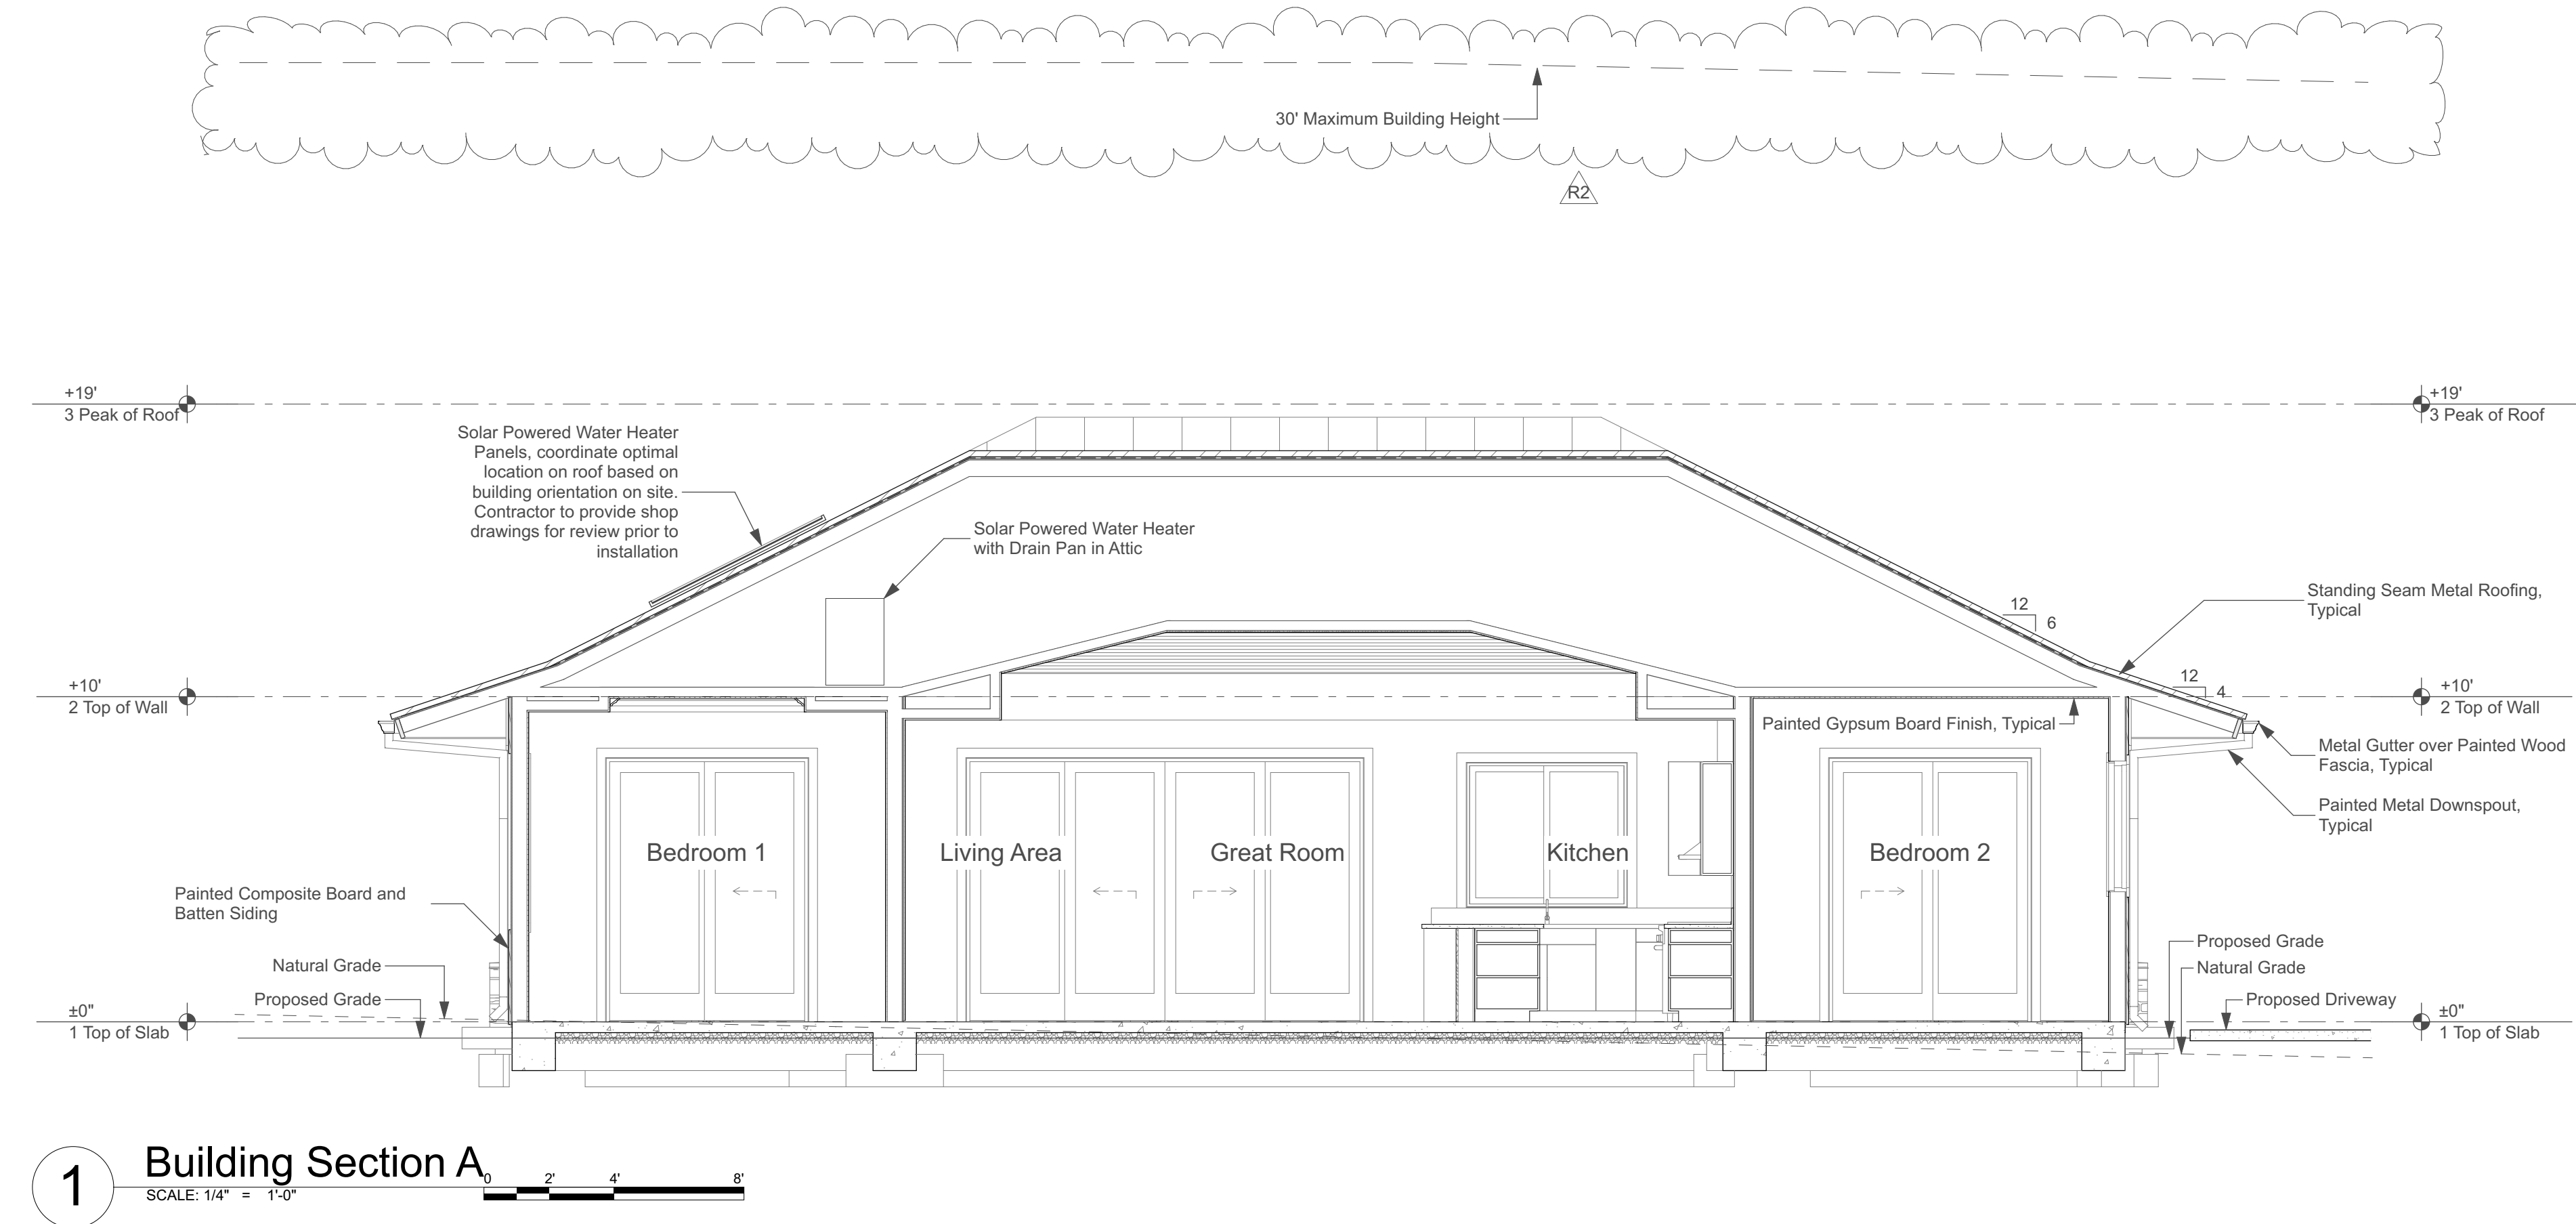 30' Maximum Building Height
R2
+19'
3 Peak of Roof
+19'
3 Peak of Roof
Solar Powered Water Heater
Panels, coordinate optimal
location on roof based on
building orientation on site.
Contractor to provide shop
drawings for review prior to
installation
Solar Powered Water Heater
with Drain Pan in Attic
12
6
Standing Seam Metal Roofing,
Typical
12
4
+10'
2 Top of Wall
+10'
2 Top of Wall
Painted Gypsum Board Finish, Typical
Metal Gutter over Painted Wood
Fascia, Typical
Painted Metal Downspout,
Typical
Bedroom 1
Living Area
Great Room
Kitchen
Bedroom 2
Painted Composite Board and
Batten Siding
Natural Grade
Proposed Grade
Proposed Grade
Natural Grade
Proposed Driveway
±0"
1 Top of Slab
±0"
1 Top of Slab
1
Building Section A
SCALE: 1/4" = 1'-0"
0 2' 4' 8'